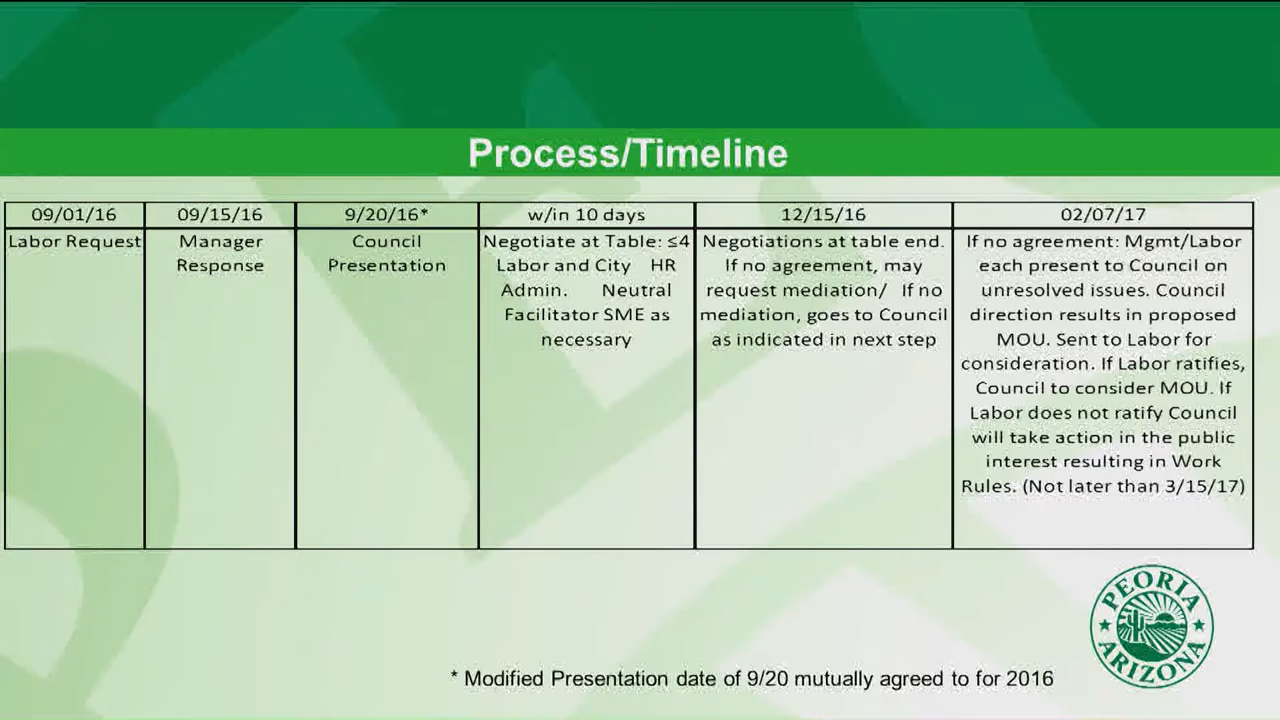 Process/Timeline
09/01/16
09/15/16
9/20/16*
w/in 10 days
12/15/16
02/07/17
Labor Request
Manager
Response
Council
Presentation
Negotiate at Table: ≤4
Labor and City HR
Admin. Neutral
Facilitator SME as
necessary
Negotiations at table end.
If no agreement, may
request mediation/ If no
mediation, goes to Council
as indicated in next step
If no agreement: Mgmt/Labor
each present to Council on
unresolved issues. Council
direction results in proposed
MOU. Sent to Labor for
consideration. If Labor ratifies,
Council to consider MOU. If
Labor does not ratify Council
will take action in the public
interest resulting in Work
Rules. (Not later than 3/15/17)
PEORIA
ARIZONA
* Modified Presentation date of 9/20 mutually agreed to for 2016